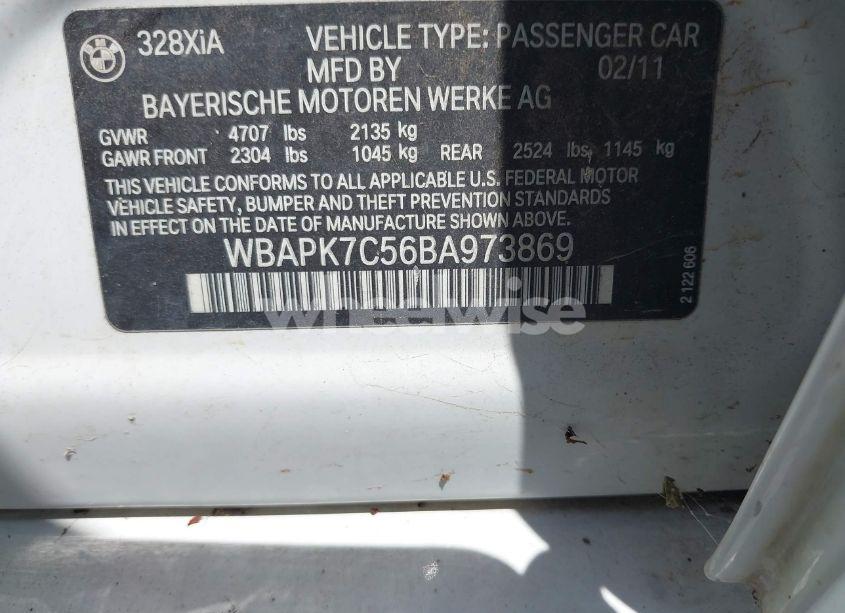 328XiA VEHICLE TYPE: PASSENGER CAR
MFD BY 02/11
BAYERISCHE MOTOREN WERKE AG
GVWR 4707 lbs 2135 kg
GAWR FRONT 2304 lbs 1045 kg REAR 2524 lbs 1145 kg
THIS VEHICLE CONFORMS TO ALL APPLICABLE U.S. FEDERAL MOTOR
VEHICLE SAFETY, BUMPER AND THEFT PREVENTION STANDARDS
IN EFFECT ON THE DATE OF MANUFACTURE SHOWN ABOVE.
WBAPK7C56BA973869
2 122 606
wheelwise